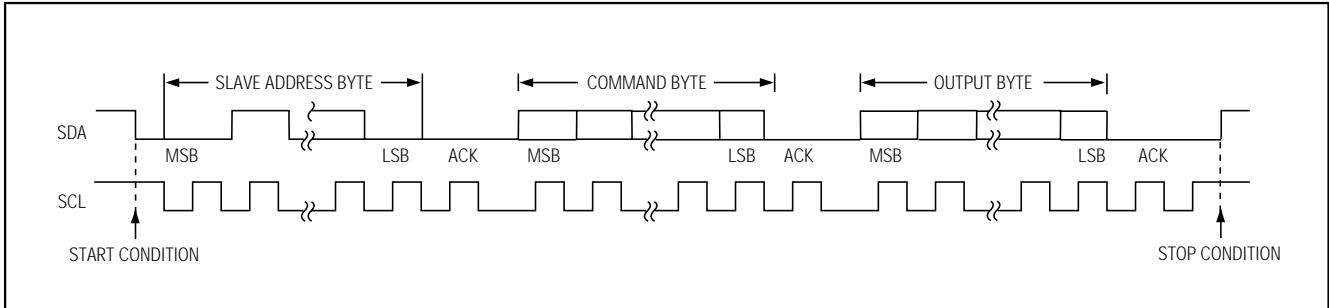 SLAVE ADDRESS BYTE COMMAND BYTE OUTPUT BYTE
SDA
MSB LSB ACK MSB LSB ACK MSB LSB ACK
SCL
START CONDITION STOP CONDITION